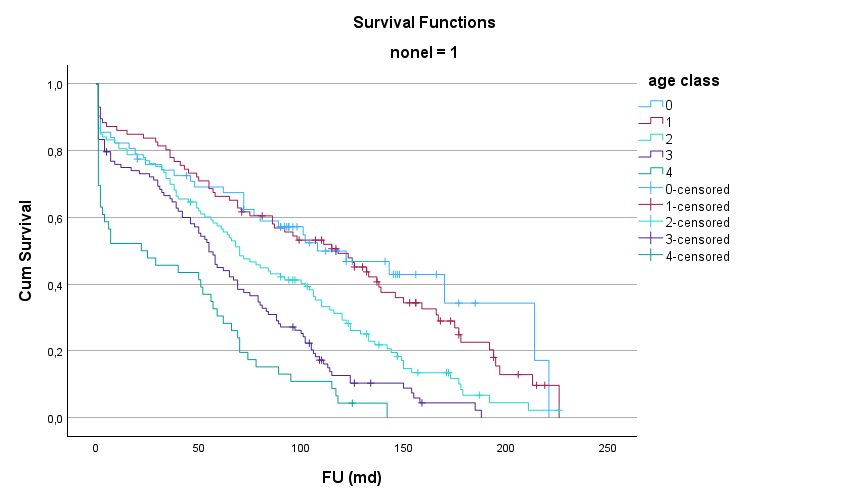 Survival Functions
nonel = 1
age class
0
1
2
3
4
0-censored
1-censored
2-censored
3-censored
4-censored
1,0
0,8
0,6
0,4
0,2
0,0
Cum Survival
0 50 100 150 200 250
FU (md)